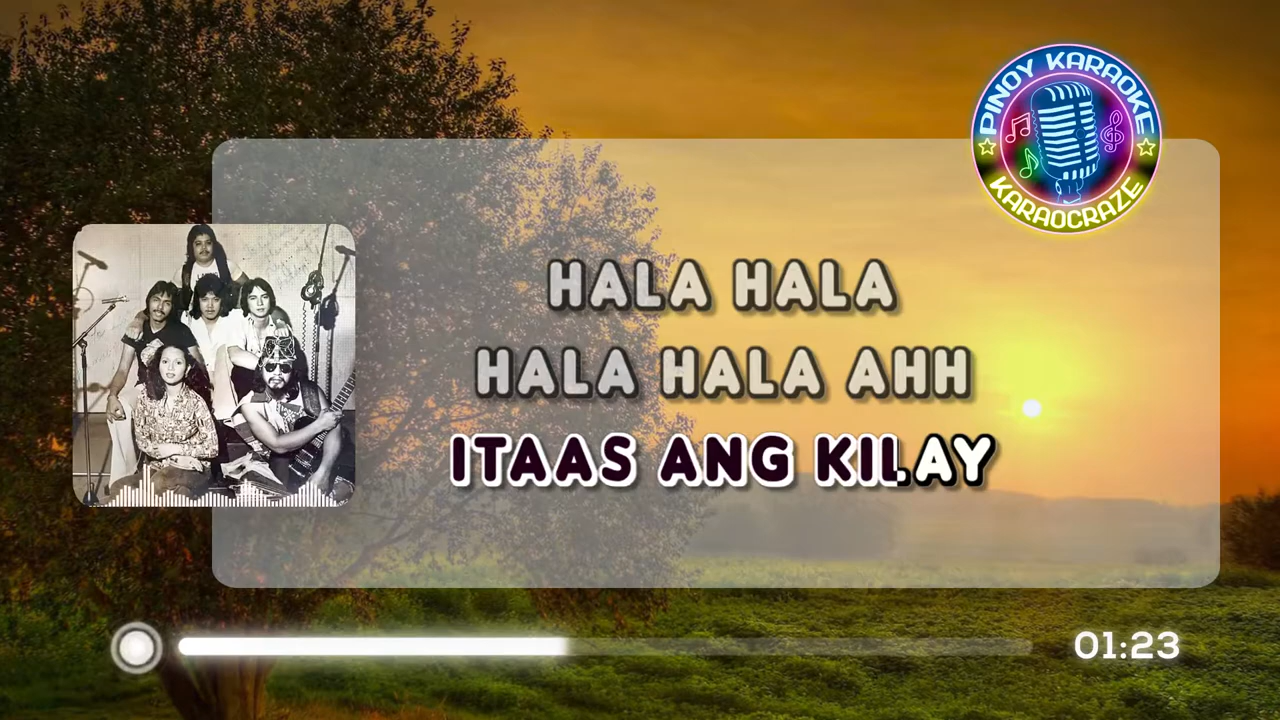 PINOY KARAOKE
KARAOCRAZE
HALA HALA
HALA HALA AHH
ITAAS ANG KILAY
01:23